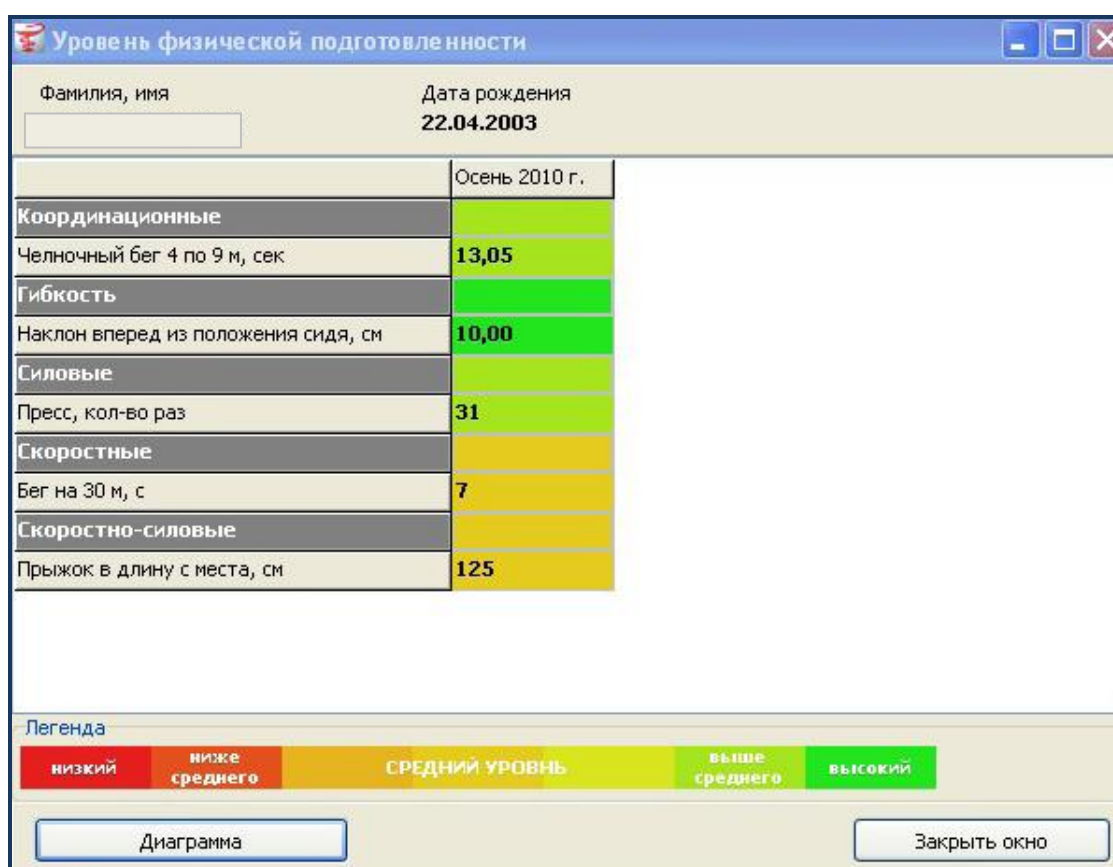 Уровень физической подготовленности
Фамилия, имя
Дата рождения
22.04.2003
Осень 2010 г.
Координационные
Челночный бег 4 по 9 м, сек
13,05
Гибкость
Наклон вперед из положения сидя, см
10,00
Силовые
Пресс, кол-во раз
31
Скоростные
Бег на 30 м, с
7
Скоростно-силовые
Прыжок в длину с места, см
125
Легенда
низкий
ниже
среднего
СРЕДНИЙ УРОВНЬ
выше
среднего
высокий
Диаграмма
Закрыть окно